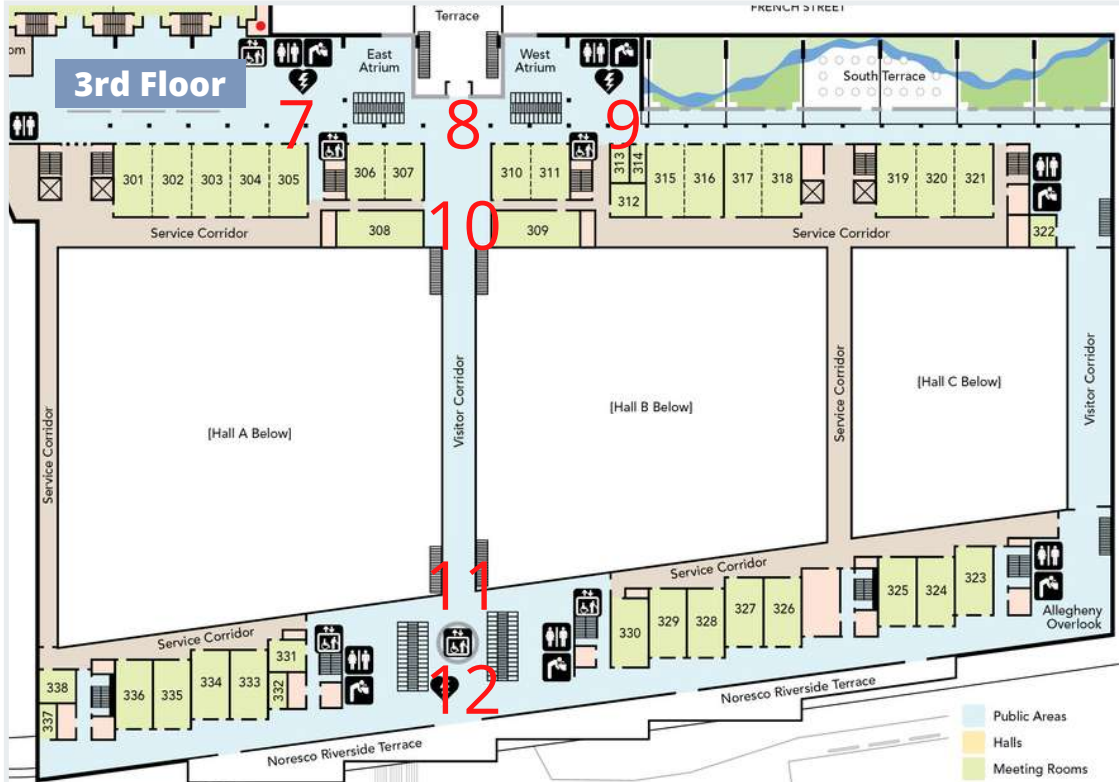 FRENCH STREET
Terrace
om
3rd Floor
East
Atrium
West
Atrium
South Terrace
7
8
9
301
302
303
304
305
306
307
310
311
313
314
312
315
316
317
318
319
320
321
10
308
309
322
Service Corridor
Service Corridor
Service Corridor
[Hall A Below]
Visitor Corridor
[Hall B Below]
Service Corridor
[Hall C Below]
Visitor Corridor
11
Service Corridor
Service Corridor
330
329
328
327
326
325
324
323
Allegheny
Overlook
338
337
336
335
334
333
331
332
12
Noresco Riverside Terrace
Noresco Riverside Terrace
Public Areas
Halls
Meeting Rooms